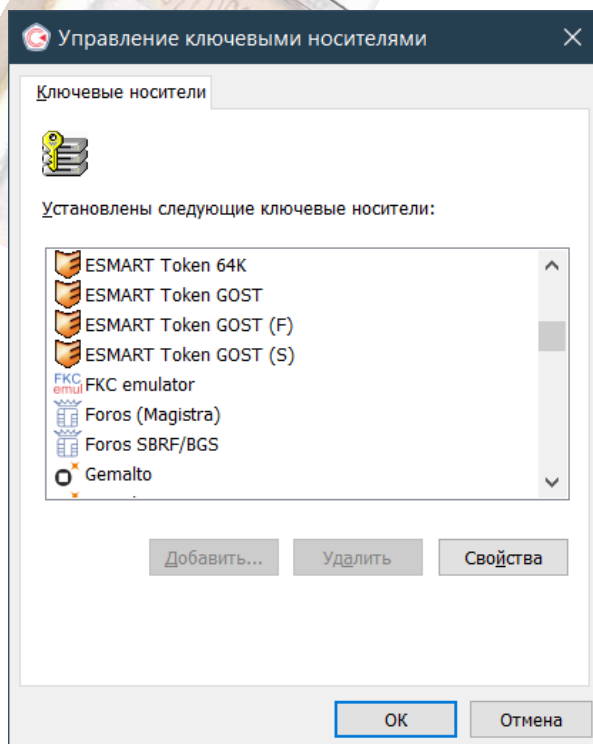 Управление ключевыми носителями
Ключевые носители
Установлены следующие ключевые носители:
ESMART Token 64K
ESMART Token GOST
ESMART Token GOST (F)
ESMART Token GOST (S)
FKC
emul
FKC emulator
Foros (Magistra)
Foros SBRF/BGS
Gemalto
Добавить...
Удалить
Свойства
ОК
Отмена